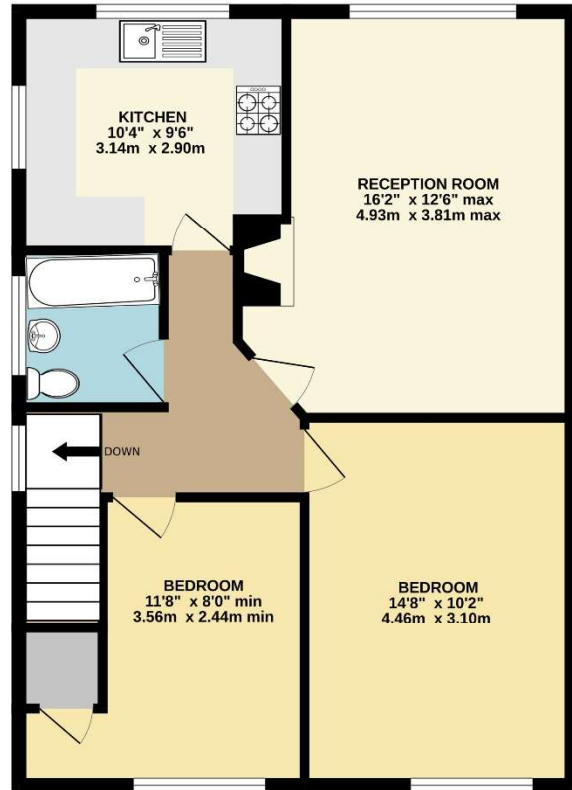 KITCHEN
10'4" x 9'6"
3.14m x 2.90m
RECEPTION ROOM
16'2" x 12'6" max
4.93m x 3.81m max
DOWN
BEDROOM
11'8" x 8'0" min
3.56m x 2.44m min
BEDROOM
14'8" x 10'2"
4.46m x 3.10m